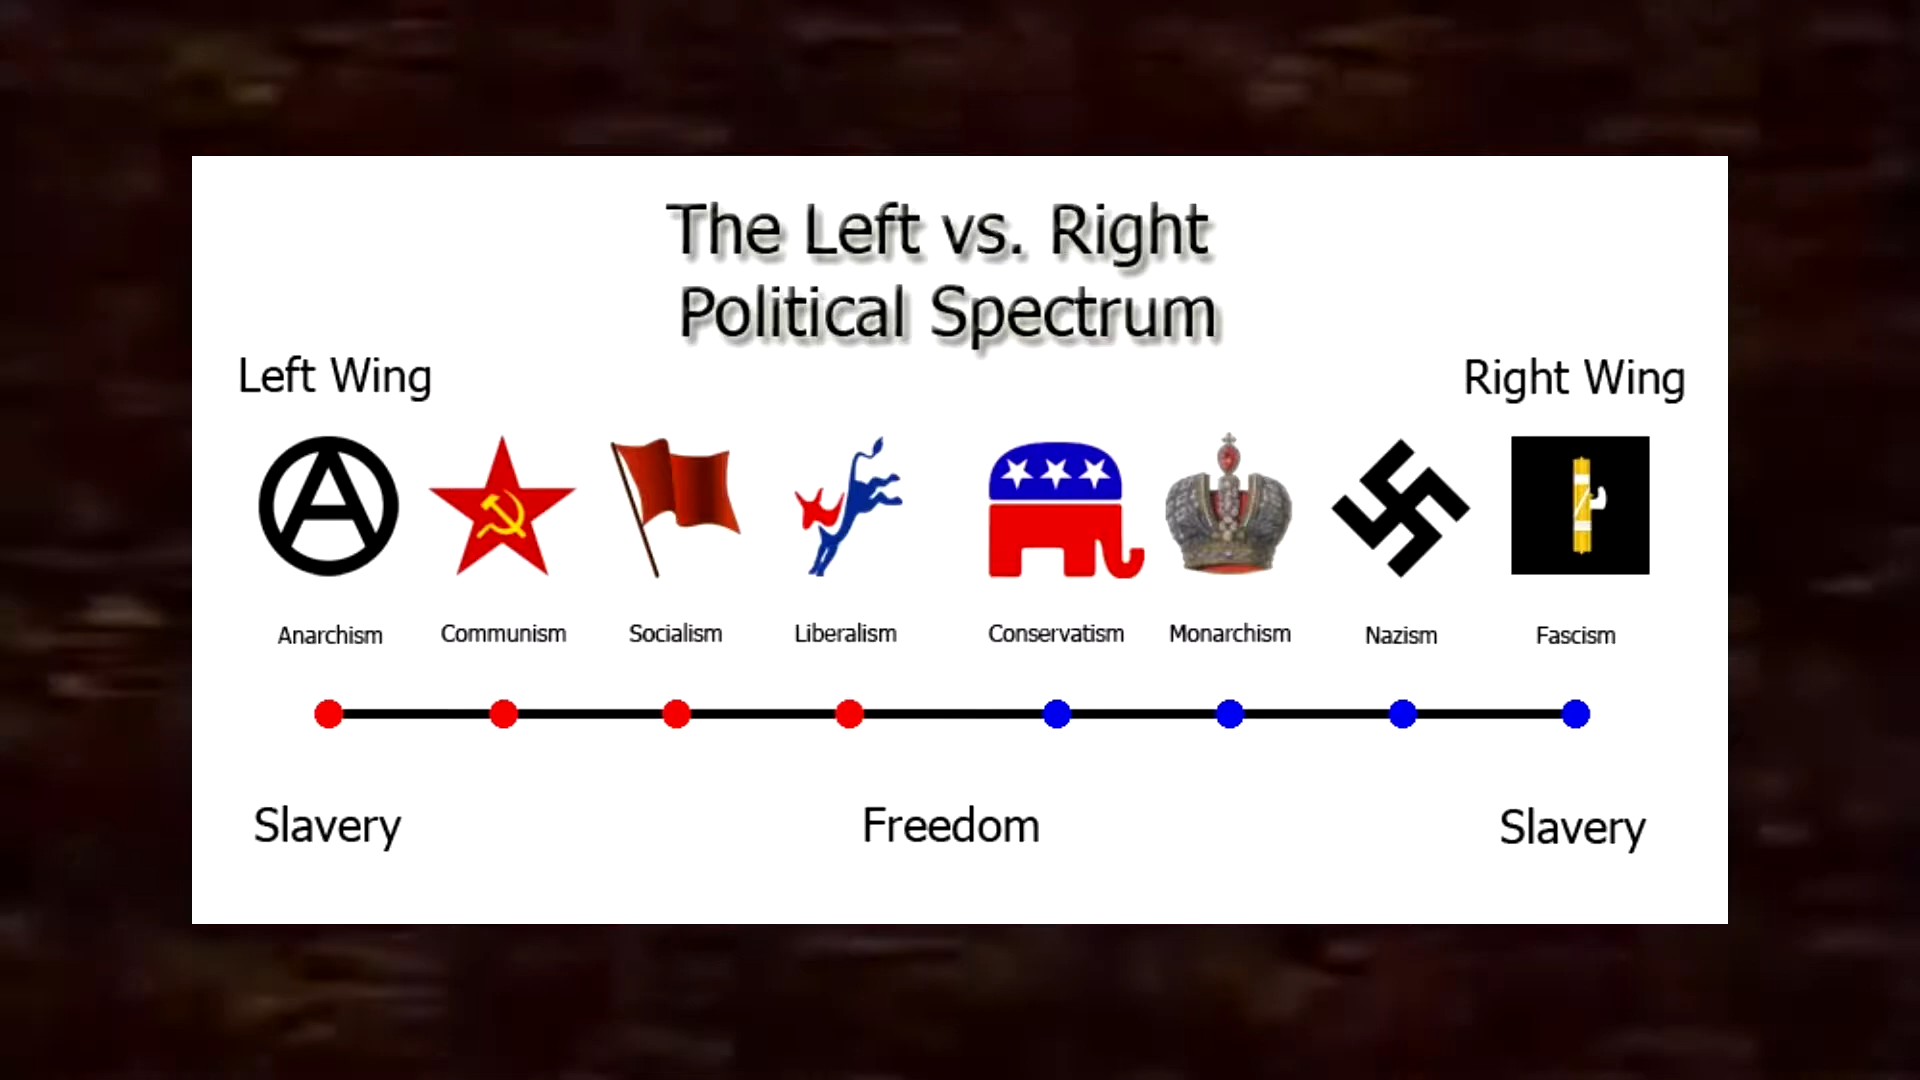 The Left vs. Right
Political Spectrum
Left Wing
Right Wing
Anarchism
Communism
Socialism
Liberalism
Conservatism
Monarchism
Nazism
Fascism
Slavery
Freedom
Slavery